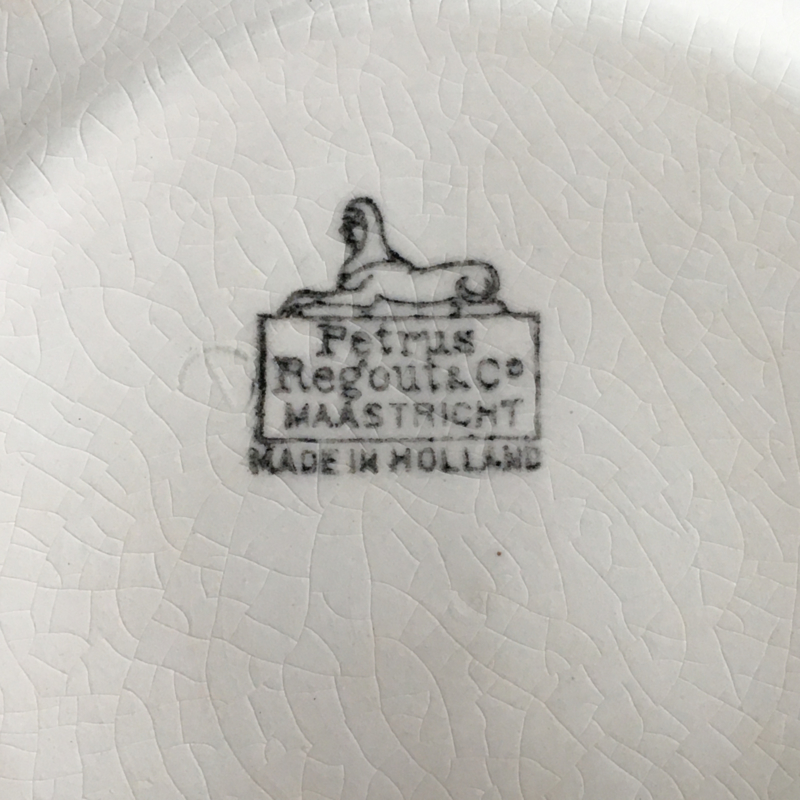 Petrus
Regout & Co
MAASTRICHT
MADE IN HOLLAND